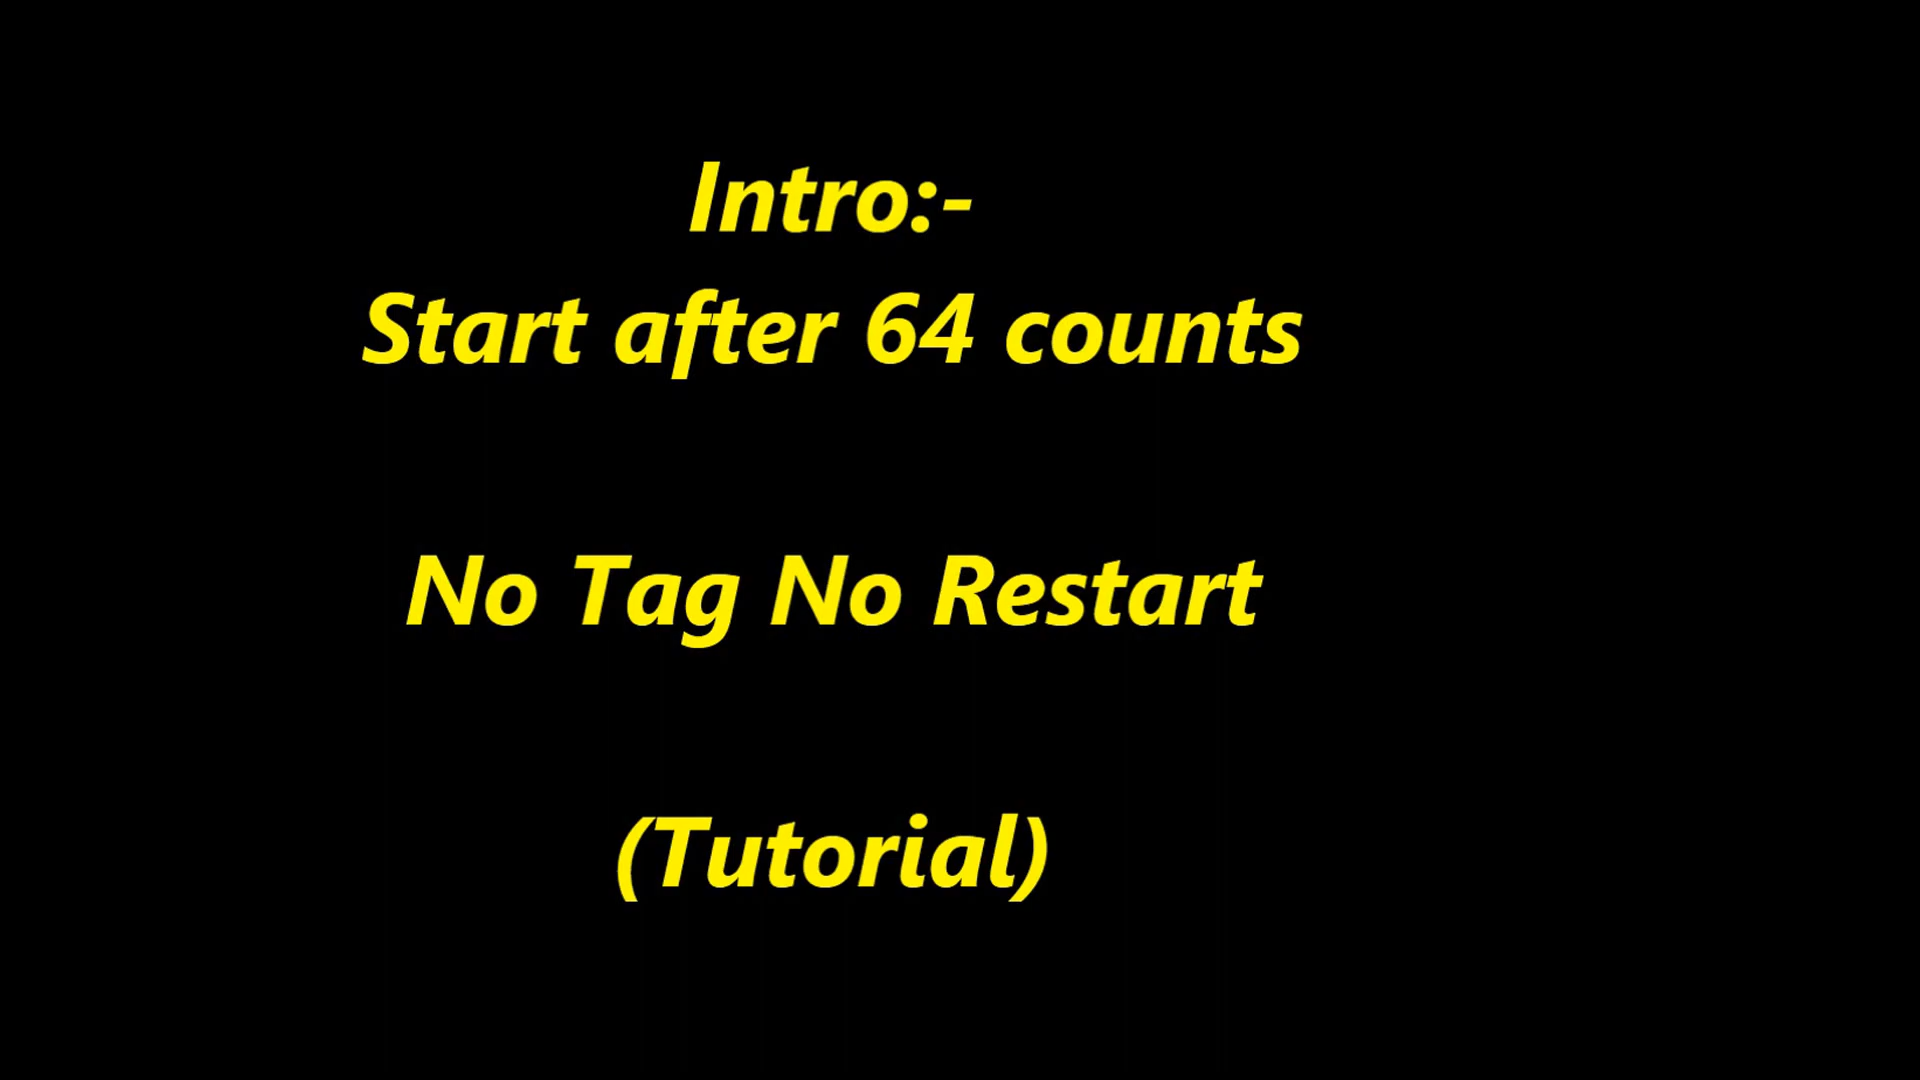 Intro:-
Start after 64 counts
No Tag No Restart
(Tutorial)